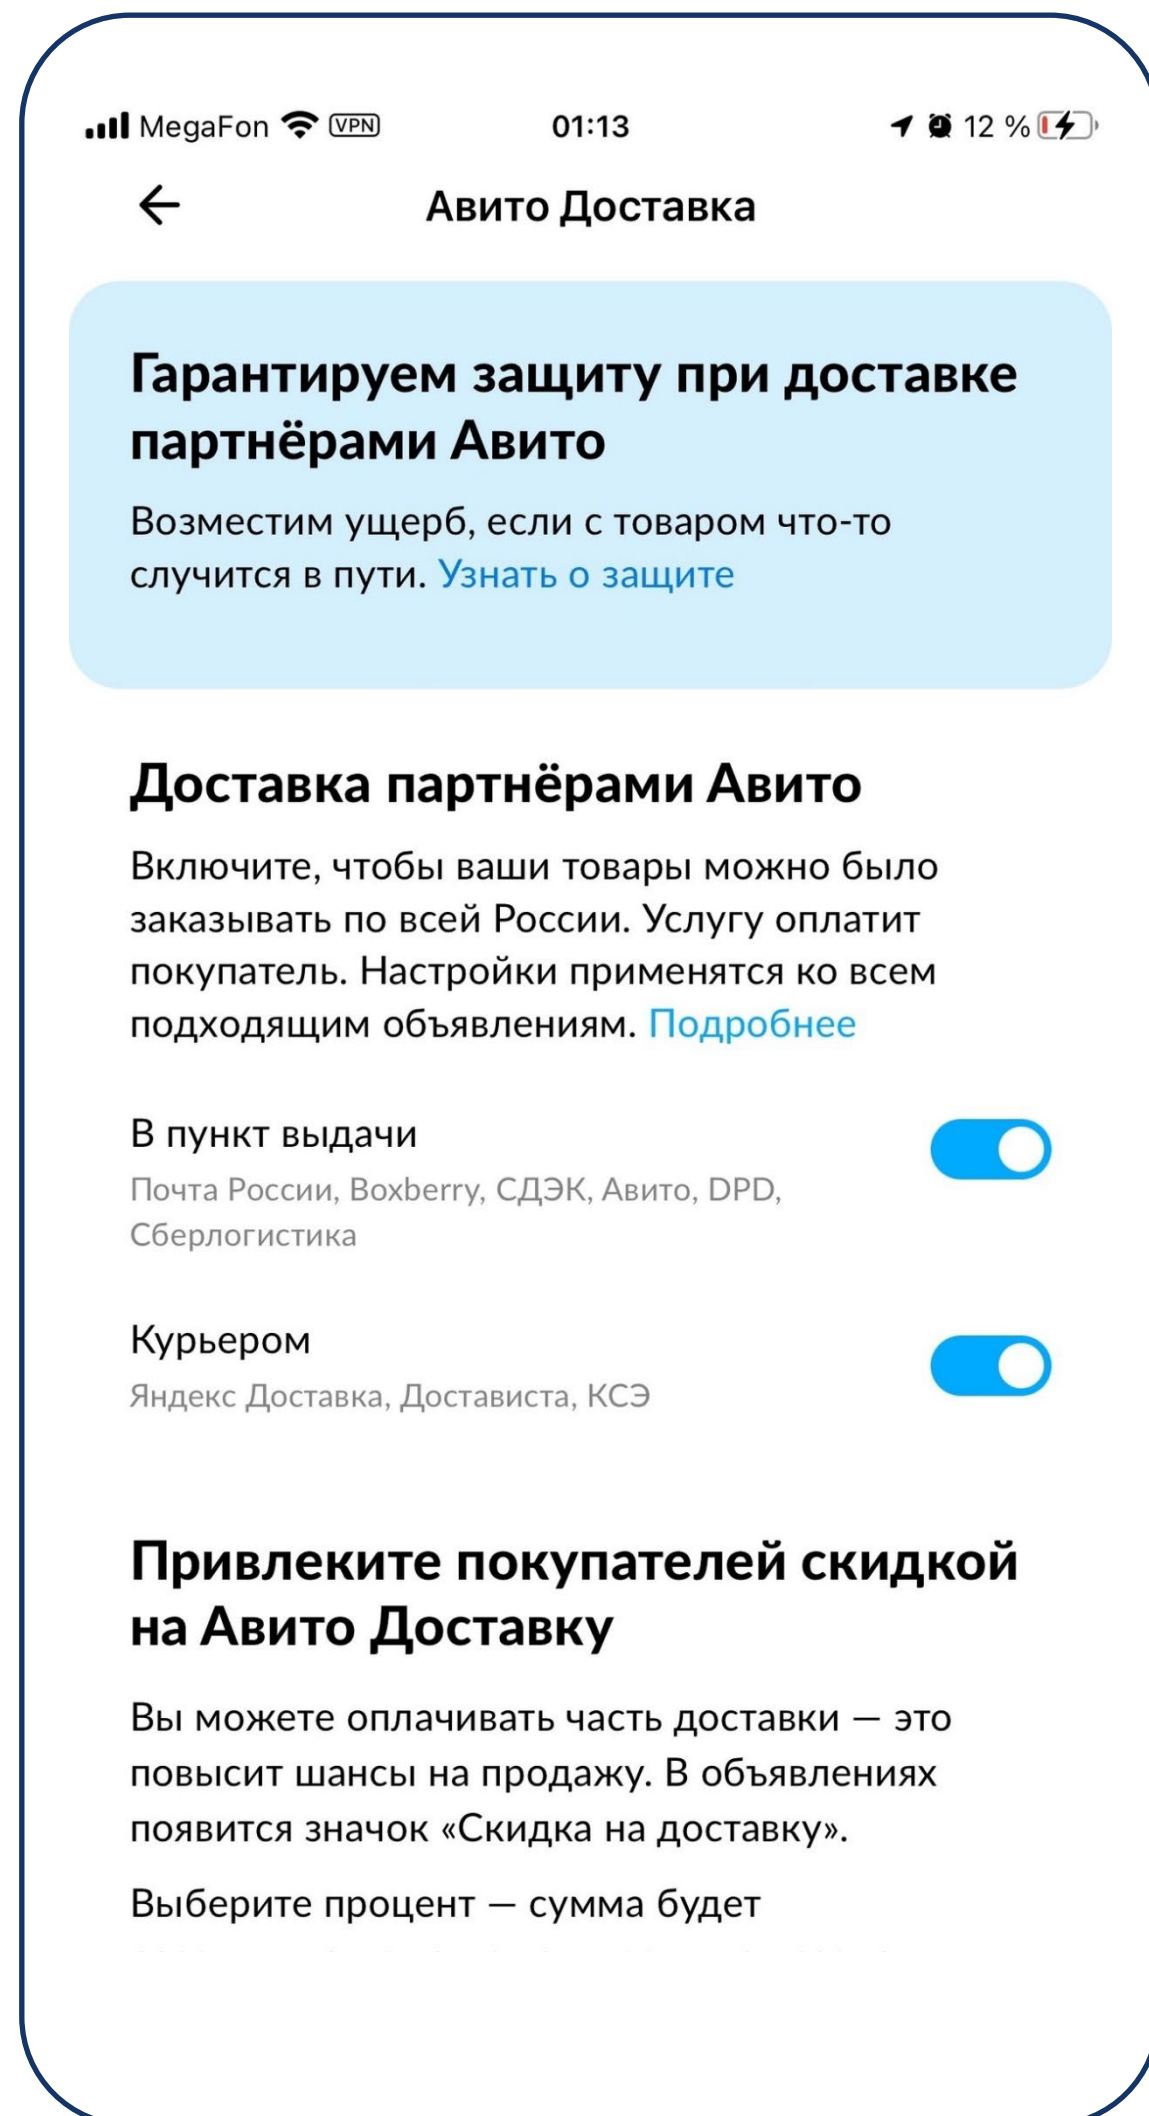 MegaFon VPN 01:13 12 %
Авито Доставка
Гарантируем защиту при доставке
партнёрами Авито
Возместим ущерб, если с товаром что-то
случится в пути. Узнать о защите
Доставка партнёрами Авито
Включите, чтобы ваши товары можно было
заказывать по всей России. Услугу оплатит
покупатель. Настройки применятся ко всем
подходящим объявлениям. Подробнее
В пункт выдачи
Почта России, Boxberry, СДЭК, Авито, DPD,
Сберлогистика
Курьером
Яндекс Доставка, Достависта, КСЭ
Привлеките покупателей скидкой
на Авито Доставку
Вы можете оплачивать часть доставки — это
повысит шансы на продажу. В объявлениях
появится значок «Скидка на доставку».
Выберите процент — сумма будет